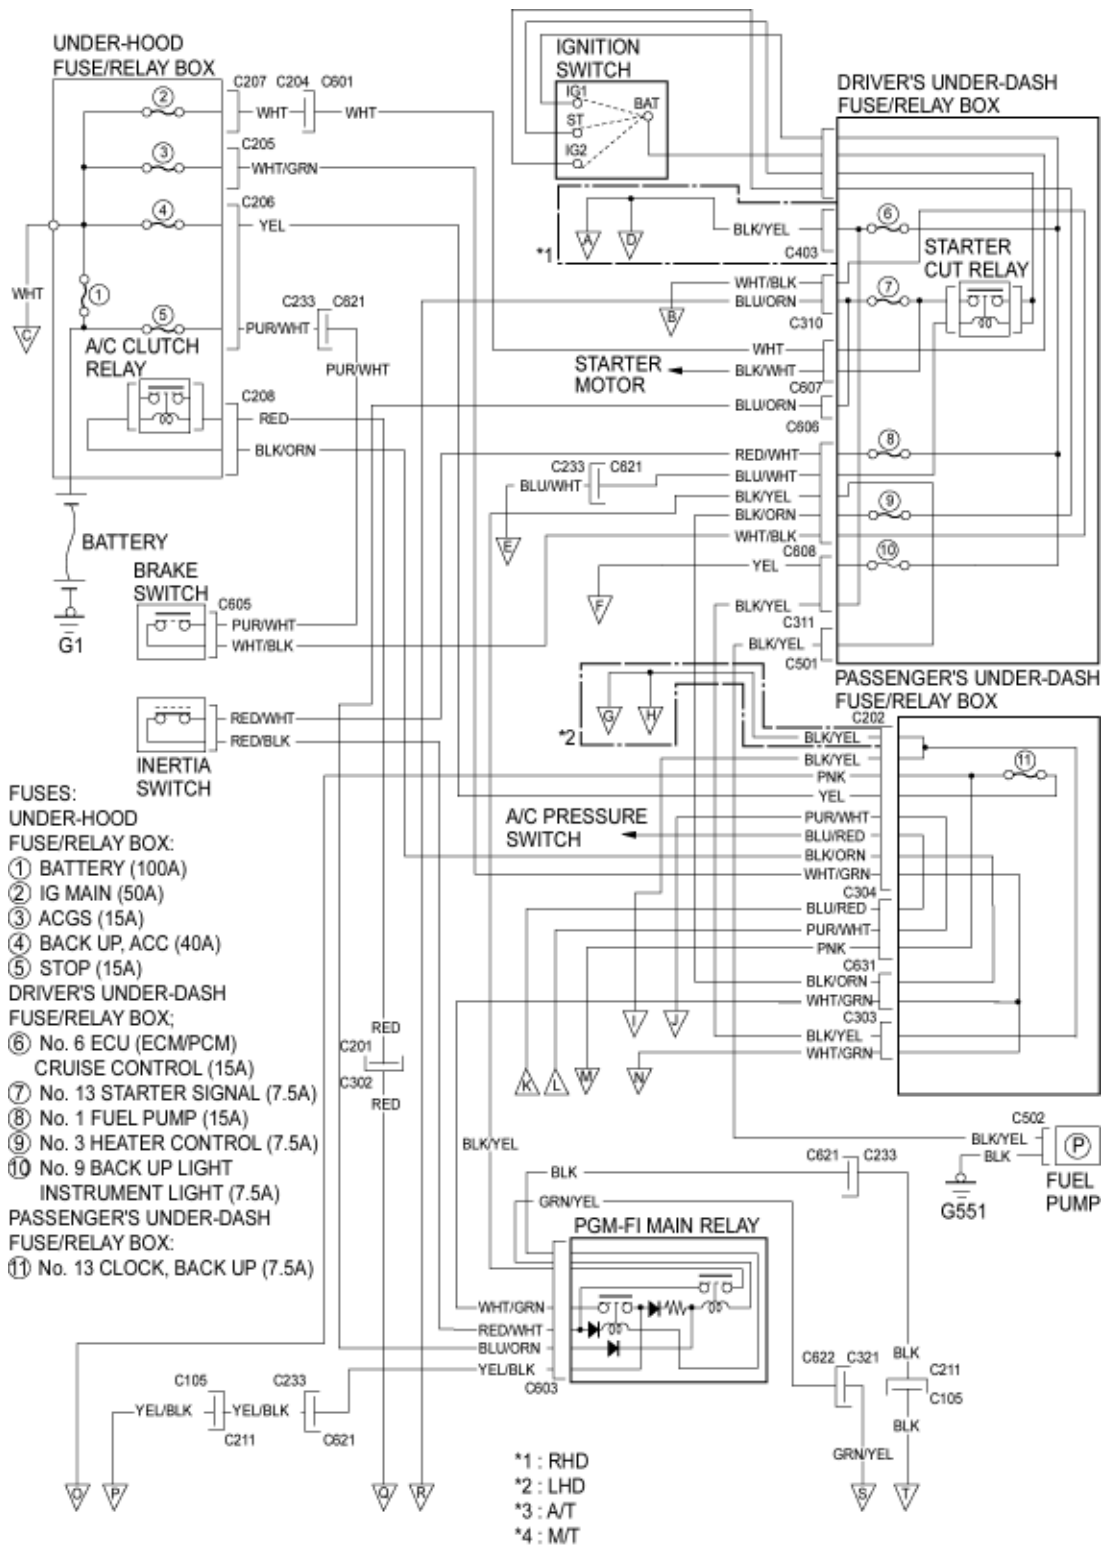 UNDER-HOOD
FUSE/RELAY BOX
C207 C204 C601
② WHT WHT
C205
③ WHT/GRN
C206
④ YEL
WHT
C
①
⑤
C233 C621
PUR/WHT
PUR/WHT
A/C CLUTCH
RELAY
C208
RED
BLK/ORN
BATTERY
G1
BRAKE
SWITCH
C605
PUR/WHT
WHT/BLK
RED/WHT
RED/BLK
INERTIA
SWITCH
IGNITION
SWITCH
IG1
BAT
ST
IG2
DRIVER'S UNDER-DASH
FUSE/RELAY BOX
*1
A D
BLK/YEL
C403
⑥
STARTER
CUT RELAY
WHT/BLK
BLU/ORN
B
C310
⑦
WHT
STARTER
MOTOR
BLK/WHT
C607
BLU/ORN
C606
RED/WHT
⑧
C233 C621
BLU/WHT
BLU/WHT
BLK/YEL
BLK/ORN
⑨
WHT/BLK
E
C608
YEL
⑩
F
BLK/YEL
C311
BLK/YEL
C501
PASSENGER'S UNDER-DASH
FUSE/RELAY BOX
C202
*2
G H
BLK/YEL
BLK/YEL
⑪
PNK
YEL
A/C PRESSURE
SWITCH
PUR/WHT
BLU/RED
BLK/ORN
WHT/GRN
C304
BLU/RED
PUR/WHT
PNK
C631
BLK/ORN
WHT/GRN
C303
BLK/YEL
WHT/GRN
I J
K L M N
FUSES:
UNDER-HOOD
FUSE/RELAY BOX:
① BATTERY (100A)
② IG MAIN (50A)
③ ACGS (15A)
④ BACK UP, ACC (40A)
⑤ STOP (15A)
DRIVER'S UNDER-DASH
FUSE/RELAY BOX;
⑥ No. 6 ECU (ECM/PCM)
CRUISE CONTROL (15A)
⑦ No. 13 STARTER SIGNAL (7.5A)
⑧ No. 1 FUEL PUMP (15A)
⑨ No. 3 HEATER CONTROL (7.5A)
⑩ No. 9 BACK UP LIGHT
INSTRUMENT LIGHT (7.5A)
PASSENGER'S UNDER-DASH
FUSE/RELAY BOX:
⑪ No. 13 CLOCK, BACK UP (7.5A)
RED
C201
C302
RED
BLK/YEL
C502
BLK/YEL
BLK
P
G551
FUEL
PUMP
C621 C233
BLK
GRN/YEL
PGM-FI MAIN RELAY
WHT/GRN
RED/WHT
BLU/ORN
YEL/BLK
C603
C622 C321
BLK
C211
C105
BLK
GRN/YEL
C105 C233
YEL/BLK YEL/BLK
C211 C621
O P Q R S T
*1 : RHD
*2 : LHD
*3 : A/T
*4 : M/T